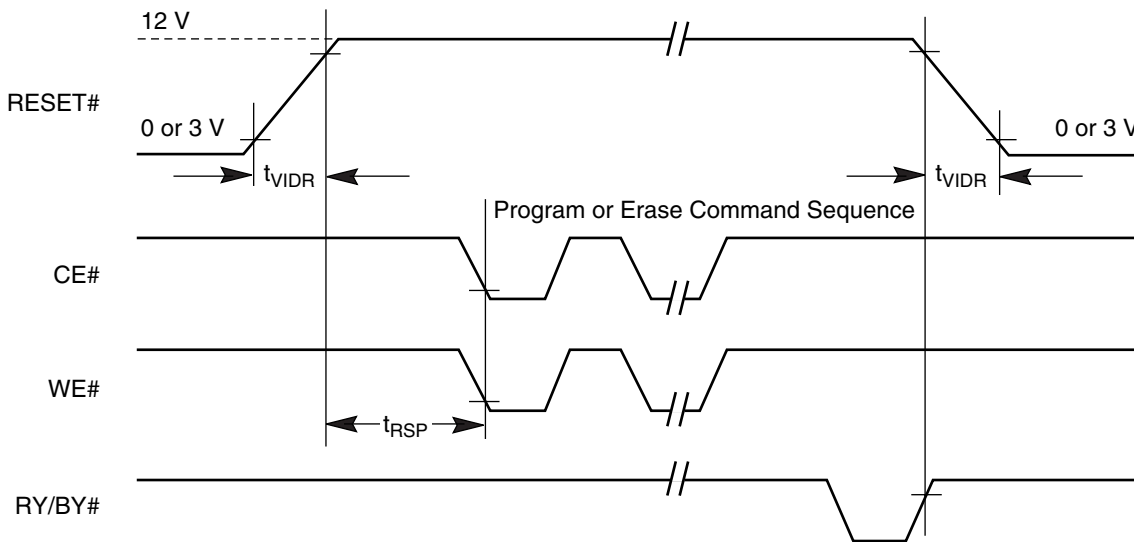 12 V
RESET#
0 or 3 V
0 or 3 V
tVIDR
tVIDR
Program or Erase Command Sequence
CE#
WE#
tRSP
RY/BY#